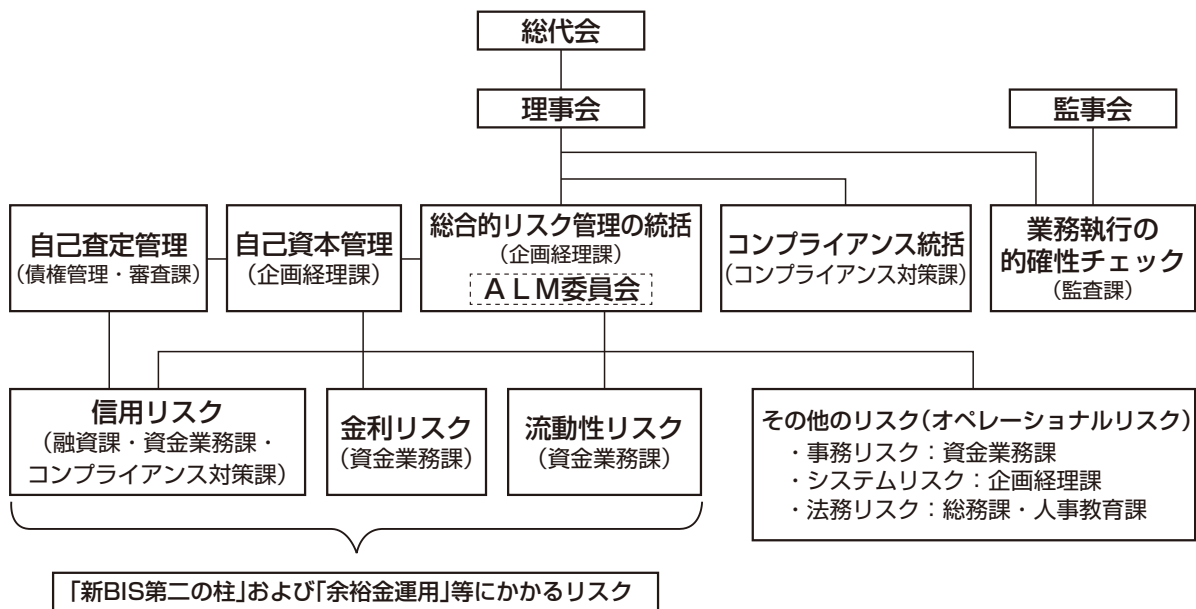 総代会
理事会
監事会
自己査定管理
(債権管理・審査課)
自己資本管理
(企画経理課)
総合的リスク管理の統括
(企画経理課)
ＡＬＭ委員会
コンプライアンス統括
(コンプライアンス対策課)
業務執行の
的確性チェック
(監査課)
信用リスク
(融資課・資金業務課・
コンプライアンス対策課)
金利リスク
(資金業務課)
流動性リスク
(資金業務課)
その他のリスク(オペレーショナルリスク)
・事務リスク：資金業務課
・システムリスク：企画経理課
・法務リスク：総務課・人事教育課
「新BIS第二の柱」および「余裕金運用」等にかかるリスク